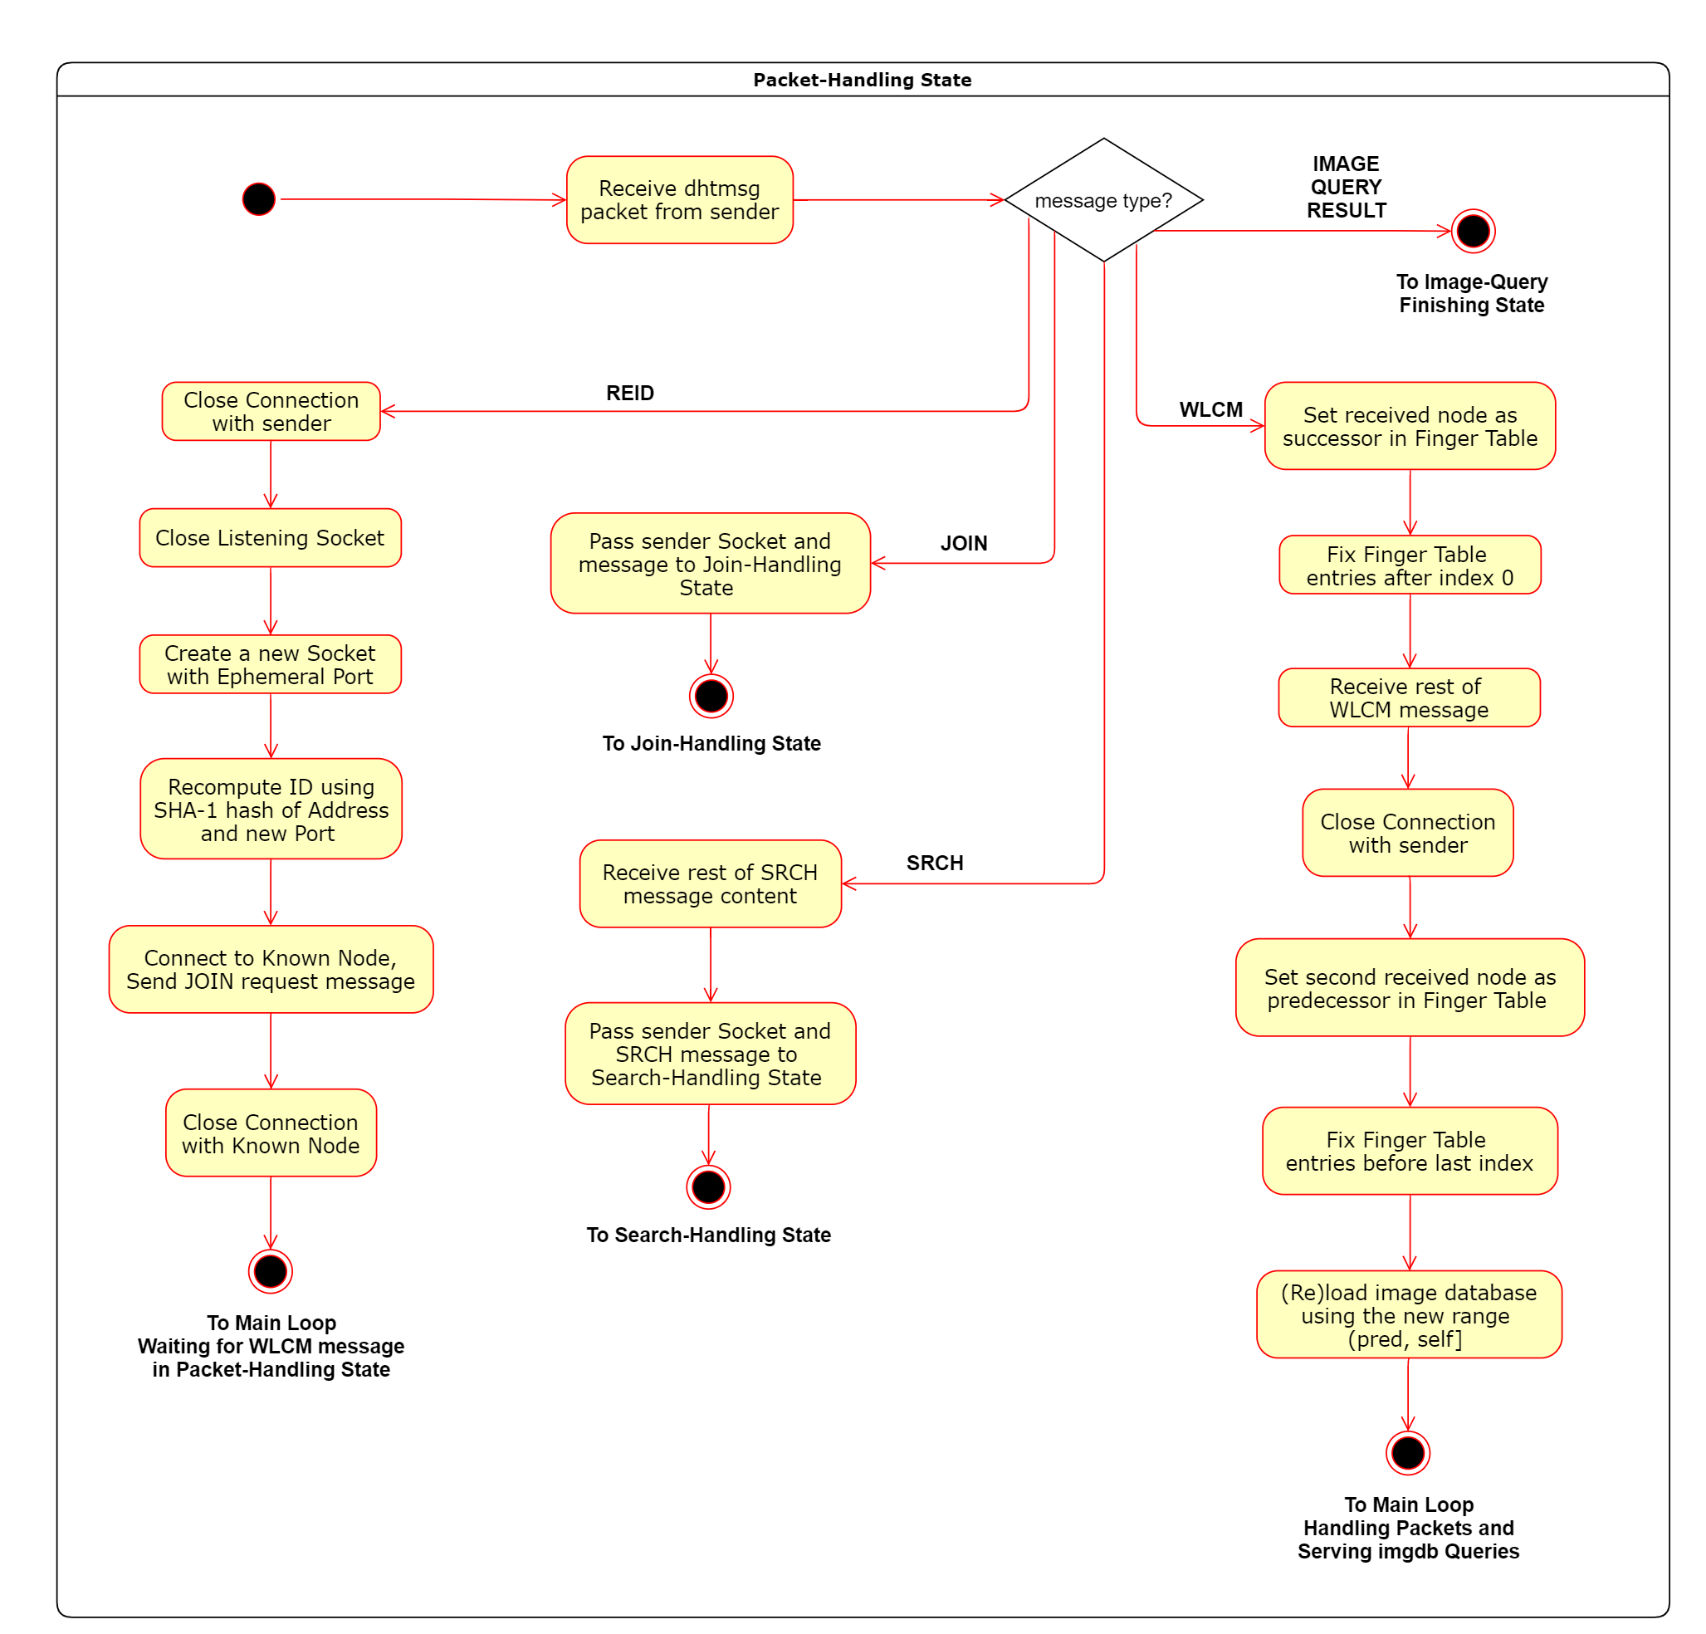 Packet-Handling State
Receive dhtmsg
packet from sender
message type?
IMAGE
QUERY
RESULT
To Image-Query
Finishing State
REID
Close Connection
with sender
Close Listening Socket
Create a new Socket
with Ephemeral Port
Recompute ID using
SHA-1 hash of Address
and new Port
Connect to Known Node,
Send JOIN request message
Close Connection
with Known Node
To Main Loop
Waiting for WLCM message
in Packet-Handling State
JOIN
Pass sender Socket and
message to Join-Handling
State
To Join-Handling State
SRCH
Receive rest of SRCH
message content
Pass sender Socket and
SRCH message to
Search-Handling State
To Search-Handling State
WLCM
Set received node as
successor in Finger Table
Fix Finger Table
entries after index 0
Receive rest of
WLCM message
Close Connection
with sender
Set second received node as
predecessor in Finger Table
Fix Finger Table
entries before last index
(Re)load image database
using the new range
(pred, self]
To Main Loop
Handling Packets and
Serving imgdb Queries